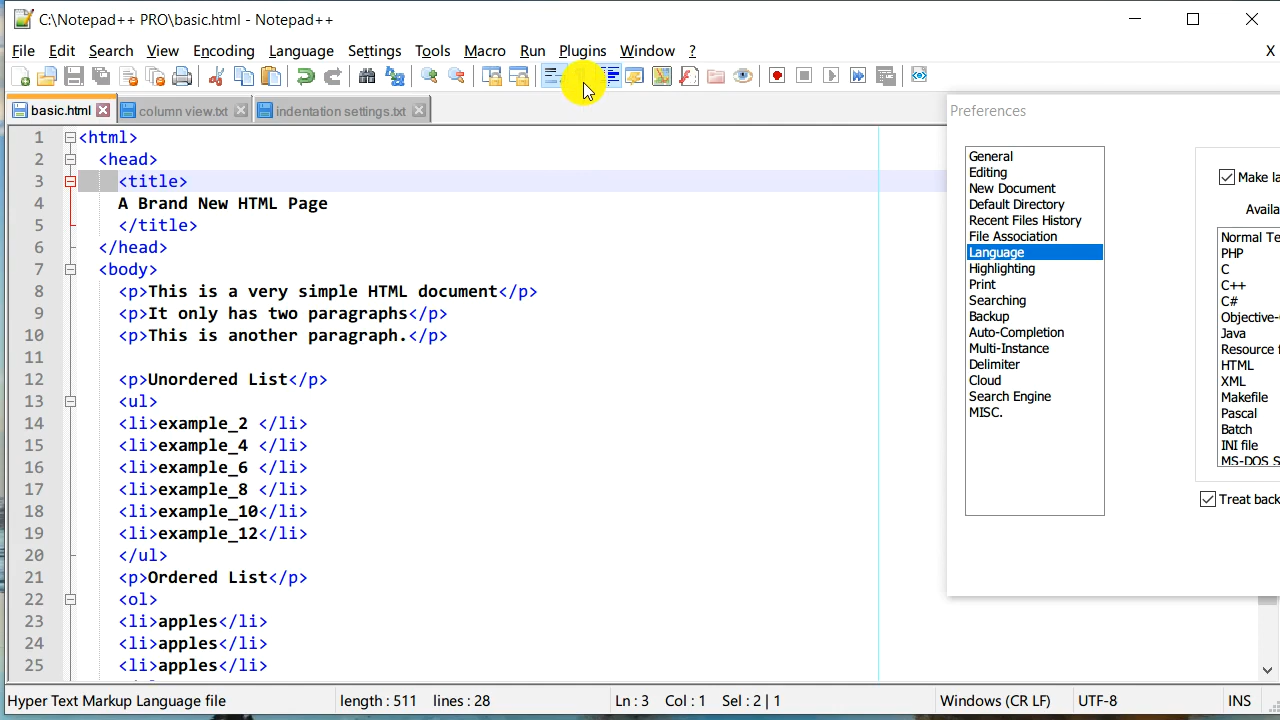 C:\Notepad++ PRO\basic.html - Notepad++
File Edit Search View Encoding Language Settings Tools Macro Run Plugins Window ? X
basic.html column view.txt indentation settings.txt
1 <html>
2 <head>
3 <title>
4 A Brand New HTML Page
5 </title>
6 </head>
7 <body>
8 <p>This is a very simple HTML document</p>
9 <p>It only has two paragraphs</p>
10 <p>This is another paragraph.</p>
11
12 <p>Unordered List</p>
13 <ul>
14 <li>example_2 </li>
15 <li>example_4 </li>
16 <li>example_6 </li>
17 <li>example_8 </li>
18 <li>example_10</li>
19 <li>example_12</li>
20 </ul>
21 <p>Ordered List</p>
22 <ol>
23 <li>apples</li>
24 <li>apples</li>
25 <li>apples</li>
Preferences
General
Editing
New Document
Default Directory
Recent Files History
File Association
Language
Highlighting
Print
Searching
Backup
Auto-Completion
Multi-Instance
Delimiter
Cloud
Search Engine
MISC.
Make la
Availa
Normal Te
PHP
C
C++
C#
Objective-
Java
Resource f
HTML
XML
Makefile
Pascal
Batch
INI file
MS-DOS S
Treat back
Hyper Text Markup Language file length : 511 lines : 28 Ln : 3 Col : 1 Sel : 2 | 1 Windows (CR LF) UTF-8 INS